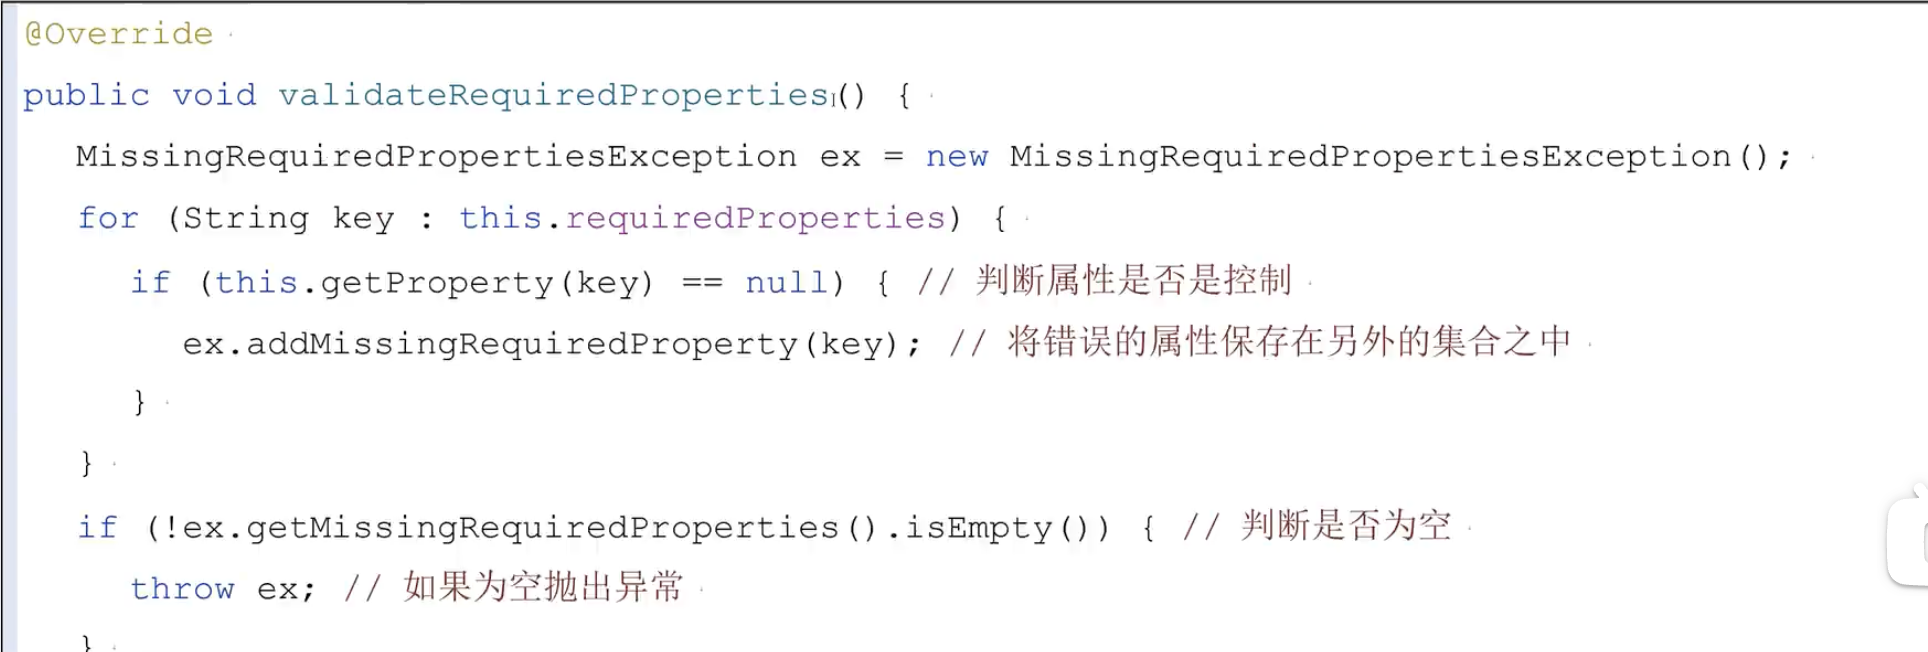 @Override
public void validateRequiredProperties() {
MissingRequiredPropertiesException ex = new MissingRequiredPropertiesException();
for (String key : this.requiredProperties) {
if (this.getProperty(key) == null) { // 判断属性是否是控制
ex.addMissingRequiredProperty(key); // 将错误的属性保存在另外的集合之中
}
}
if (!ex.getMissingRequiredProperties().isEmpty()) { // 判断是否为空
throw ex; // 如果为空抛出异常
}